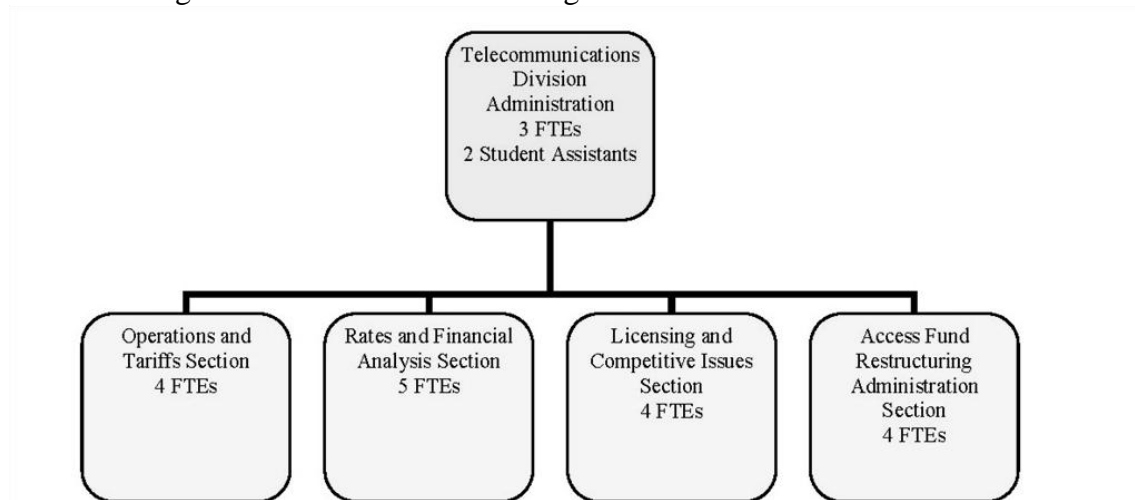 Telecommunications
Division
Administration
3 FTEs
2 Student Assistants
Operations and
Tariffs Section
4 FTEs
Rates and Financial
Analysis Section
5 FTEs
Licensing and
Competitive Issues
Section
4 FTEs
Access Fund
Restructuring
Administration
Section
4 FTEs